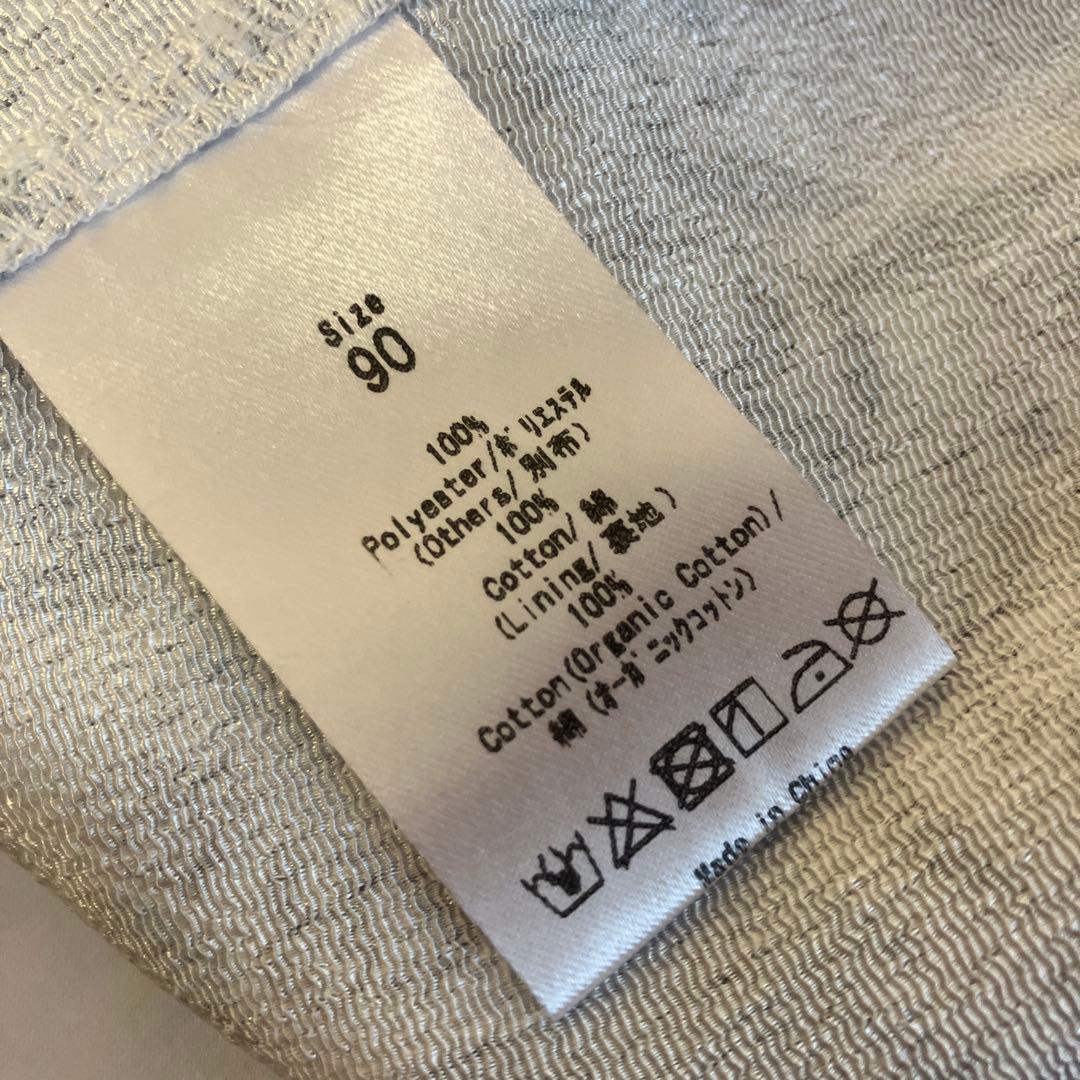 Size
90
100%
Polyester/ポリエステル
(Others/別布)
100%
Cotton/綿
(Lining/裏地)
100%
Cotton(Organic Cotton)/
綿(オーガニックコットン)
Made in China